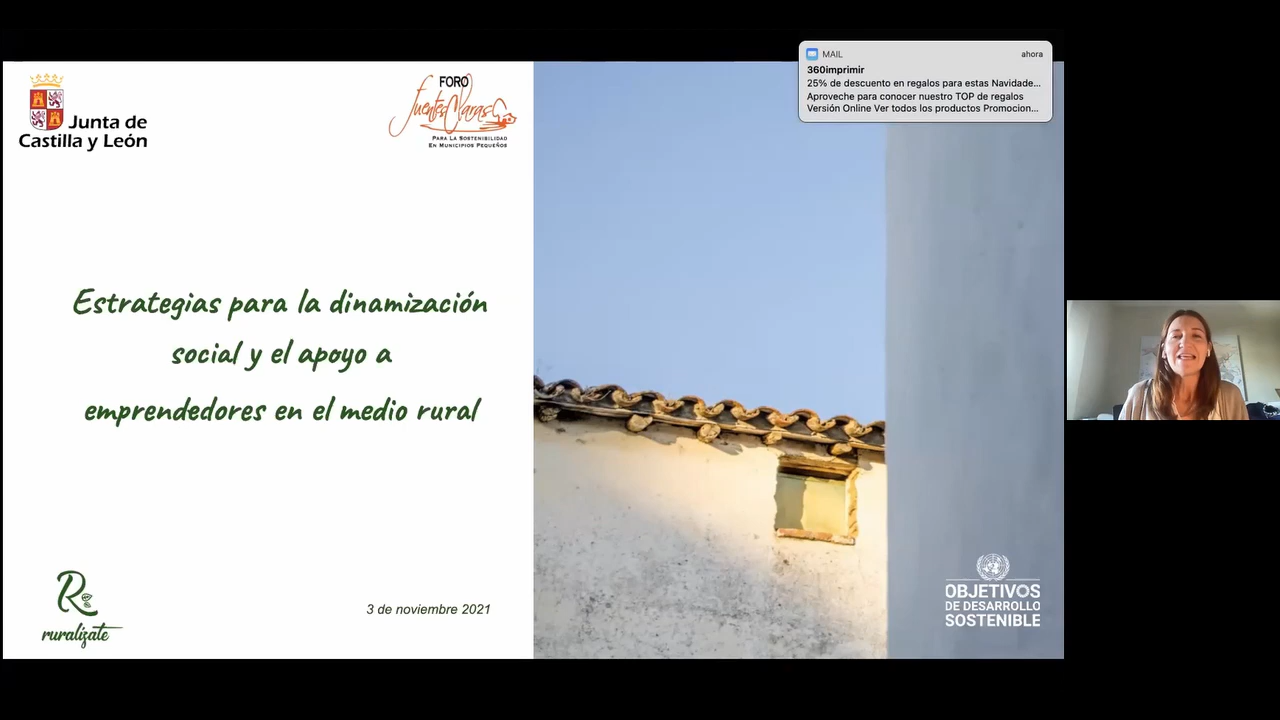 Junta de
Castilla y León
FORO
Fuentes Claras
PARA LA SOSTENIBILIDAD
EN MUNICIPIOS PEQUEÑOS
MAIL
ahora
360imprimir
25% de descuento en regalos para estas Navidade...
Aproveche para conocer nuestro TOP de regalos
Versión Online Ver todos los productos Promocion...
Estrategias para la dinamización
social y el apoyo a
emprendedores en el medio rural
R
ruralízate
3 de noviembre 2021
OBJETIVOS
DE DESARROLLO
SOSTENIBLE